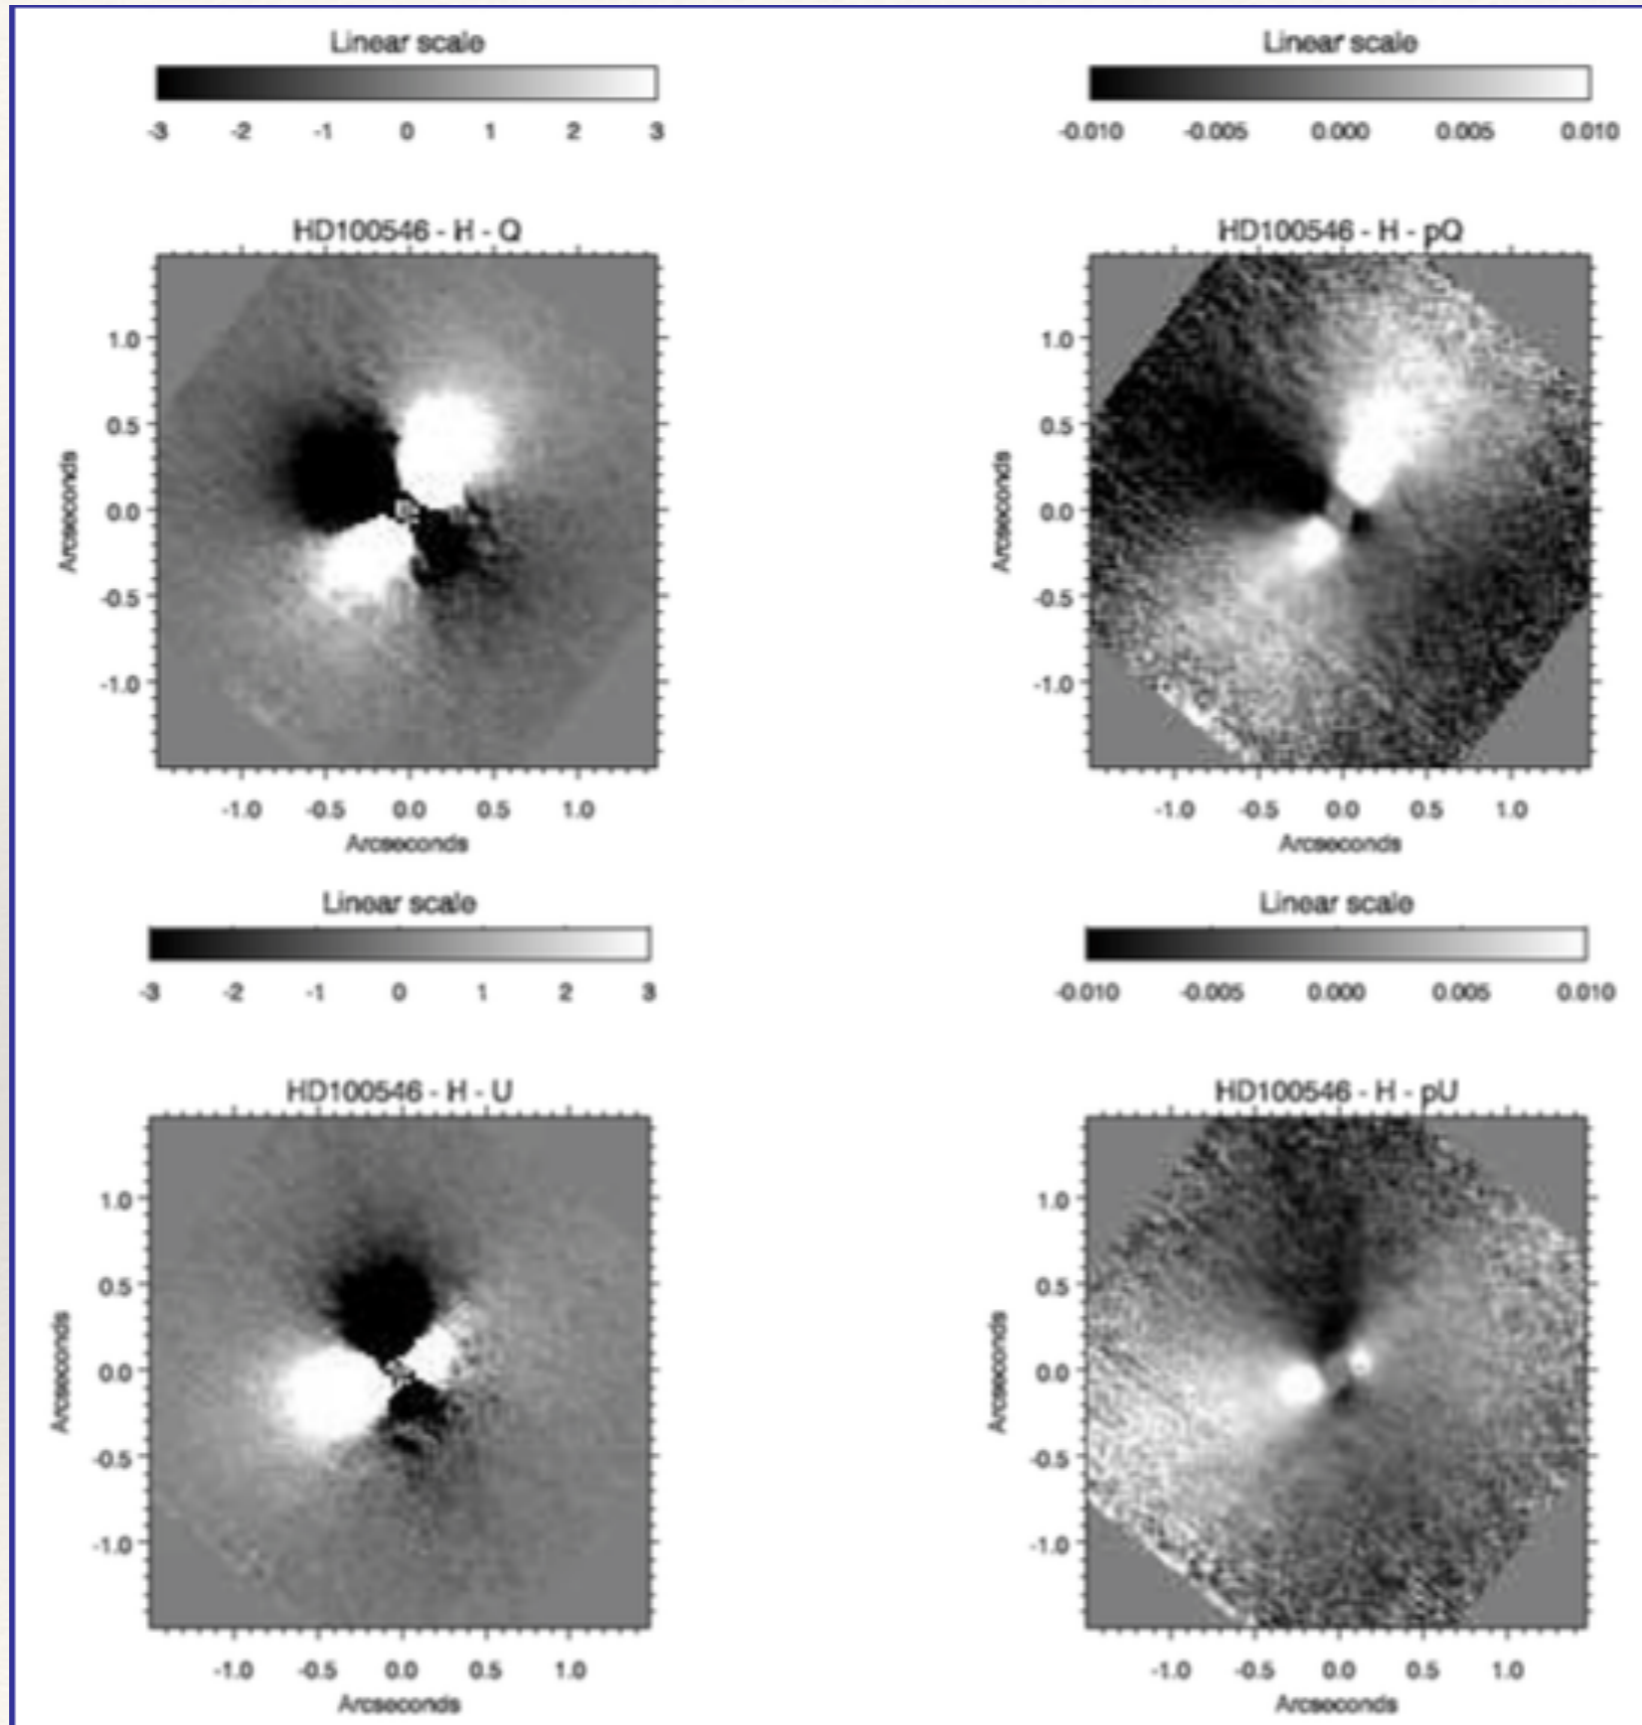 Linear scale
-3 -2 -1 0 1 2 3
HD100546 - H - Q
1.0
0.5
0.0
-0.5
-1.0
Arcseconds
-1.0 -0.5 0.0 0.5 1.0
Arcseconds
Linear scale
-0.010 -0.005 0.000 0.005 0.010
HD100546 - H - pQ
1.0
0.5
0.0
-0.5
-1.0
Arcseconds
-1.0 -0.5 0.0 0.5 1.0
Arcseconds
Linear scale
-3 -2 -1 0 1 2 3
HD100546 - H - U
1.0
0.5
0.0
-0.5
-1.0
Arcseconds
-1.0 -0.5 0.0 0.5 1.0
Arcseconds
Linear scale
-0.010 -0.005 0.000 0.005 0.010
HD100546 - H - pU
1.0
0.5
0.0
-0.5
-1.0
Arcseconds
-1.0 -0.5 0.0 0.5 1.0
Arcseconds